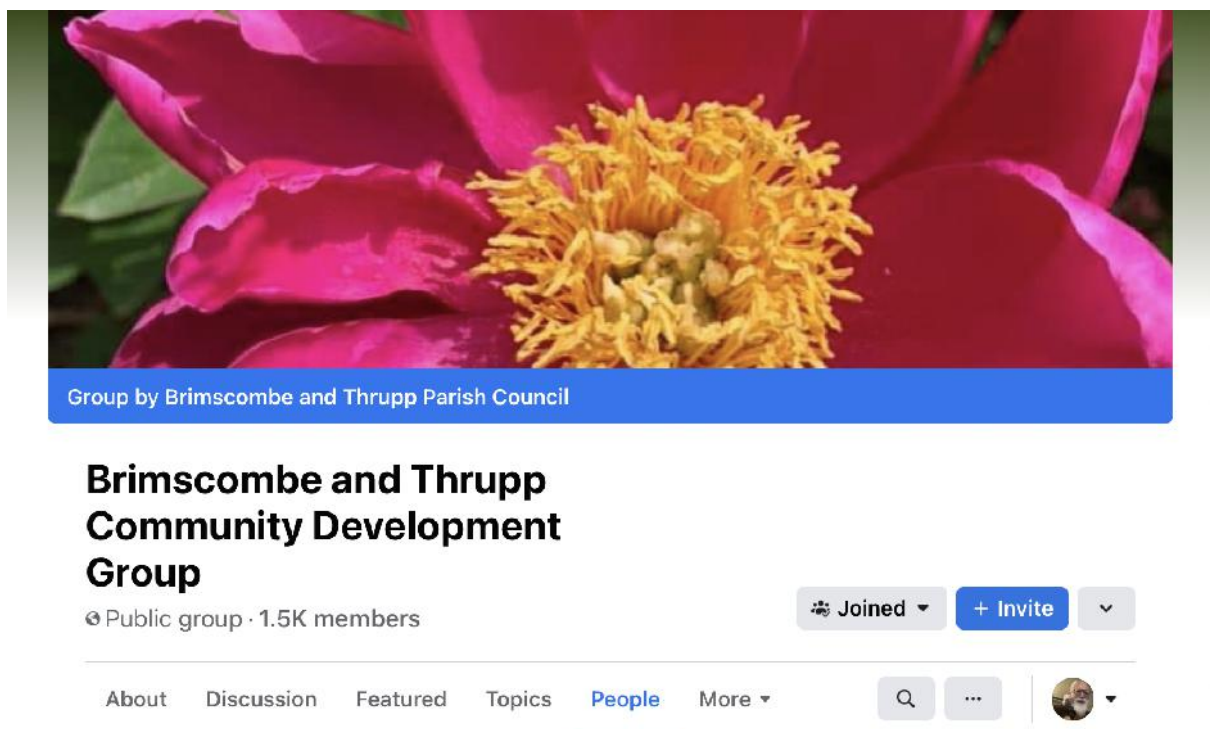 Group by Brimscombe and Thrupp Parish Council
Brimscombe and Thrupp
Community Development
Group
Public group · 1.5K members
Joined
+ Invite
About Discussion Featured Topics People More